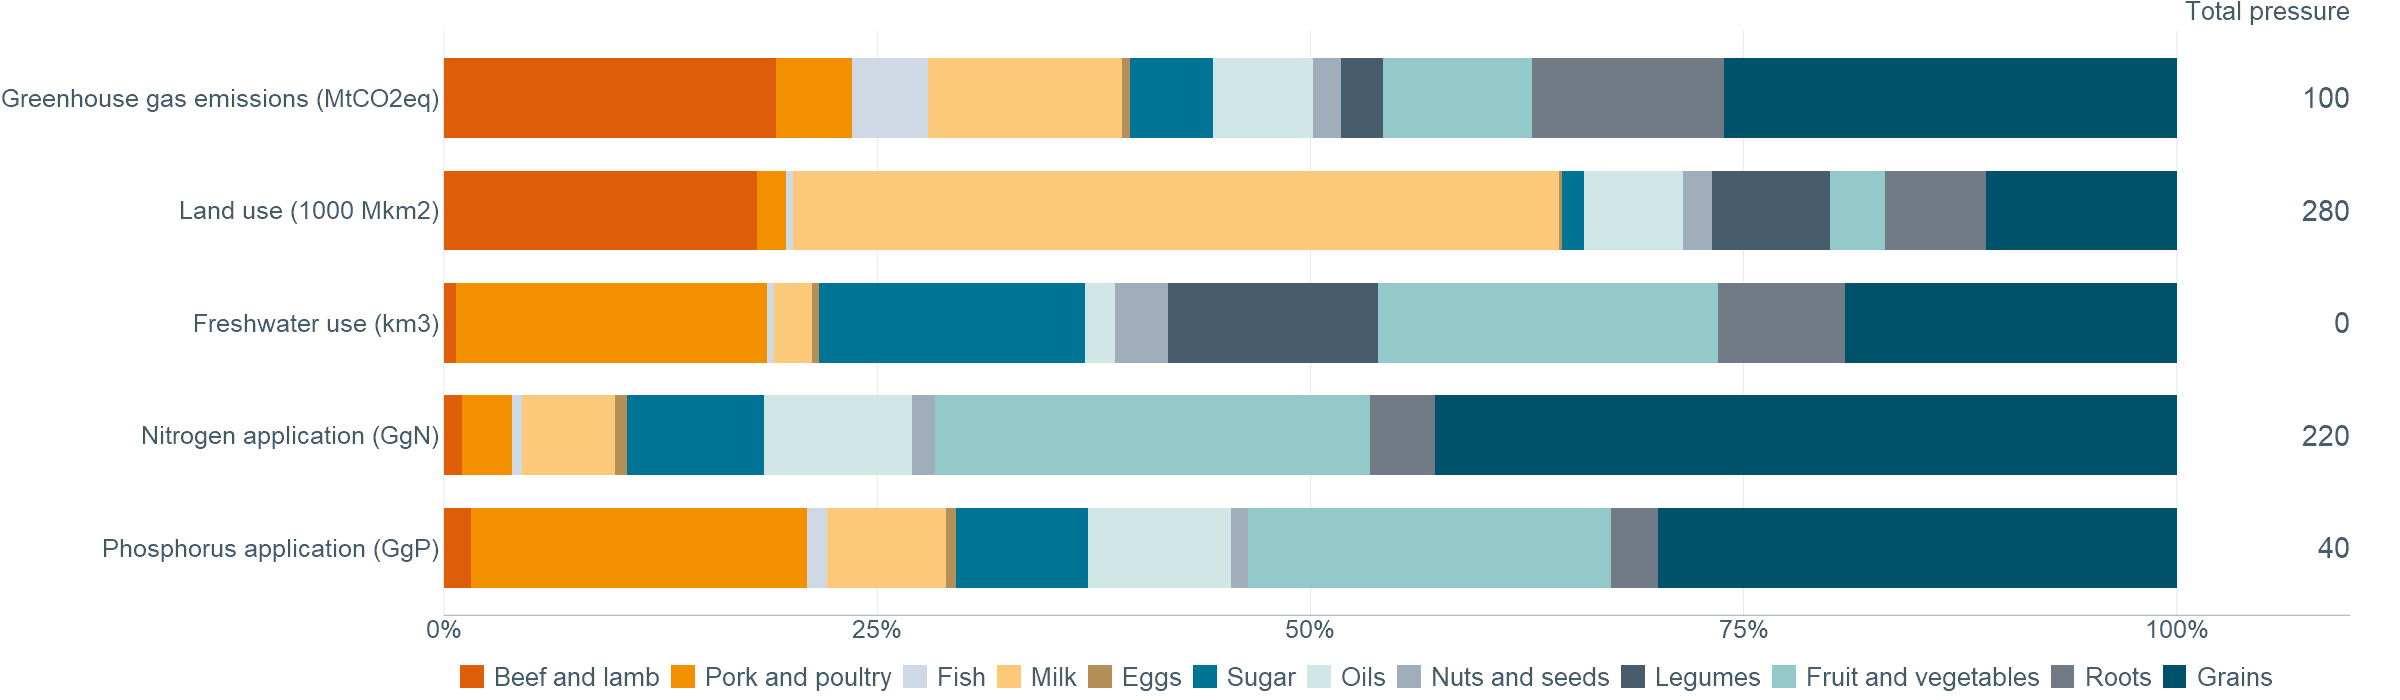 Total pressure
Greenhouse gas emissions (MtCO2eq) 100
Land use (1000 Mkm2) 280
Freshwater use (km3) 0
Nitrogen application (GgN) 220
Phosphorus application (GgP) 40
0% 25% 50% 75% 100%
Beef and lamb Pork and poultry Fish Milk Eggs Sugar Oils Nuts and seeds Legumes Fruit and vegetables Roots Grains